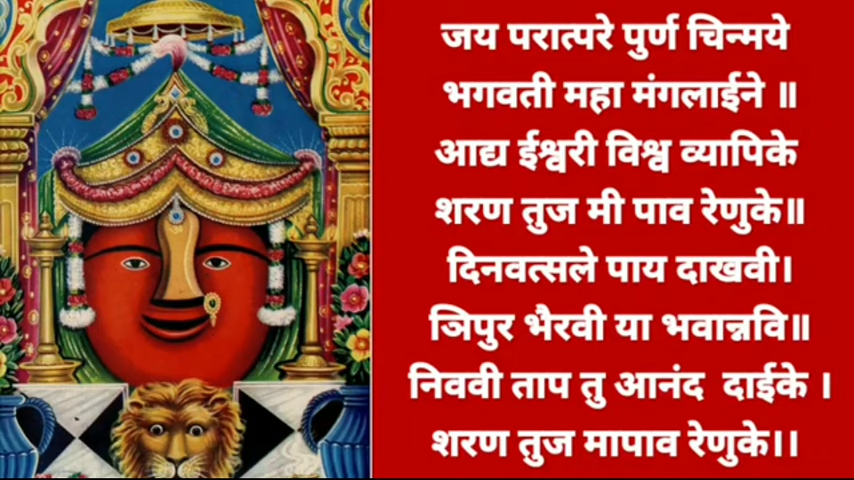 जय परात्परे पुर्ण चिन्मये
भगवती महा मंगलाईने ॥
आद्य ईश्वरी विश्व व्यापिके
शरण तुज मी पाव रेणुके॥
दिनवत्सले पाय दाखवी।
ञिपुर भैरवी या भवान्नवि॥
निववी ताप तु आनंद दाईके ।
शरण तुज मापाव रेणुके।।